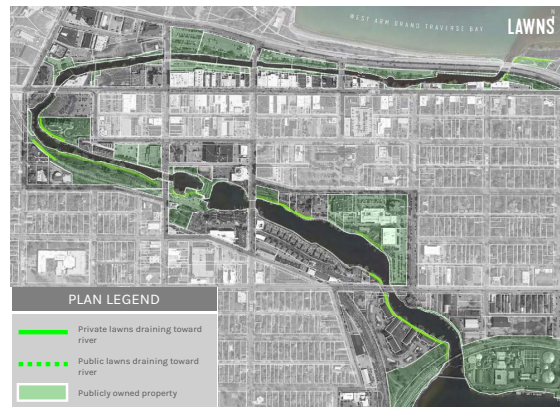 WEST ARM GRAND TRAVERSE BAY
LAWNS
PLAN LEGEND
Private lawns draining toward
river
Public lawns draining toward
river
Publicly owned property